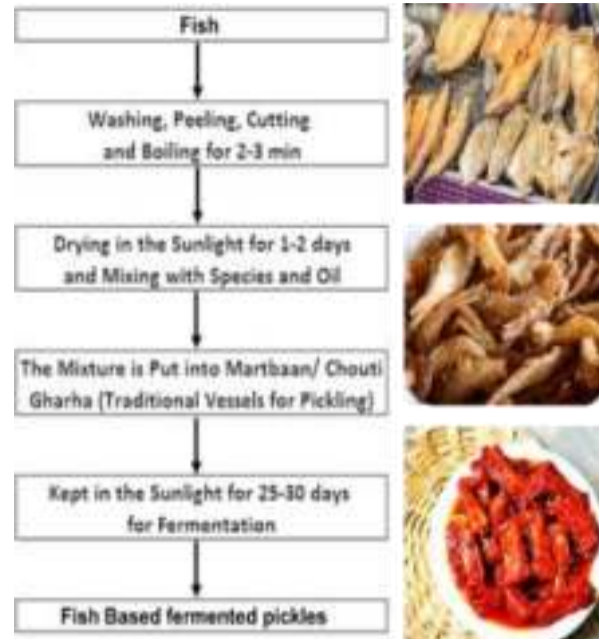 Fish
Washing, Peeling, Cutting
and Boiling for 2-3 min
Drying in the Sunlight for 1-2 days
and Mixing with Species and Oil
The Mixture is Put into Martbaan/ Chouti
Gharha (Traditional Vessels for Pickling)
Kept in the Sunlight for 25-30 days
for Fermentation
Fish Based fermented pickles